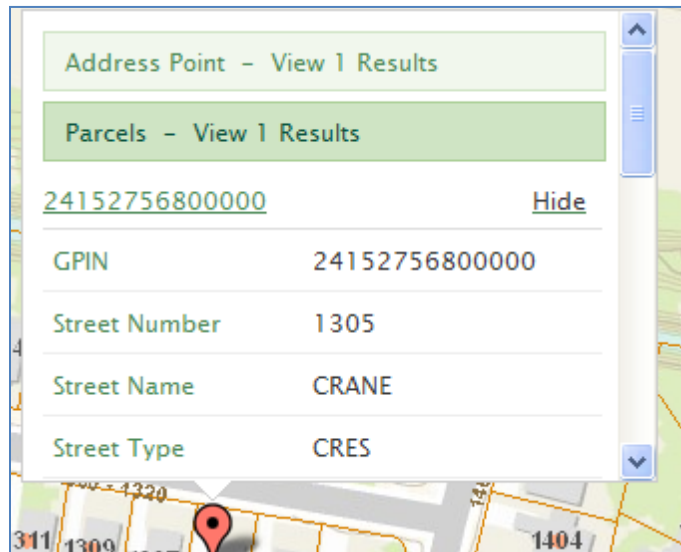 Address Point – View 1 Results
Parcels – View 1 Results
24152756800000 Hide
GPIN 24152756800000
Street Number 1305
Street Name CRANE
Street Type CRES
1320
311 1309 1404